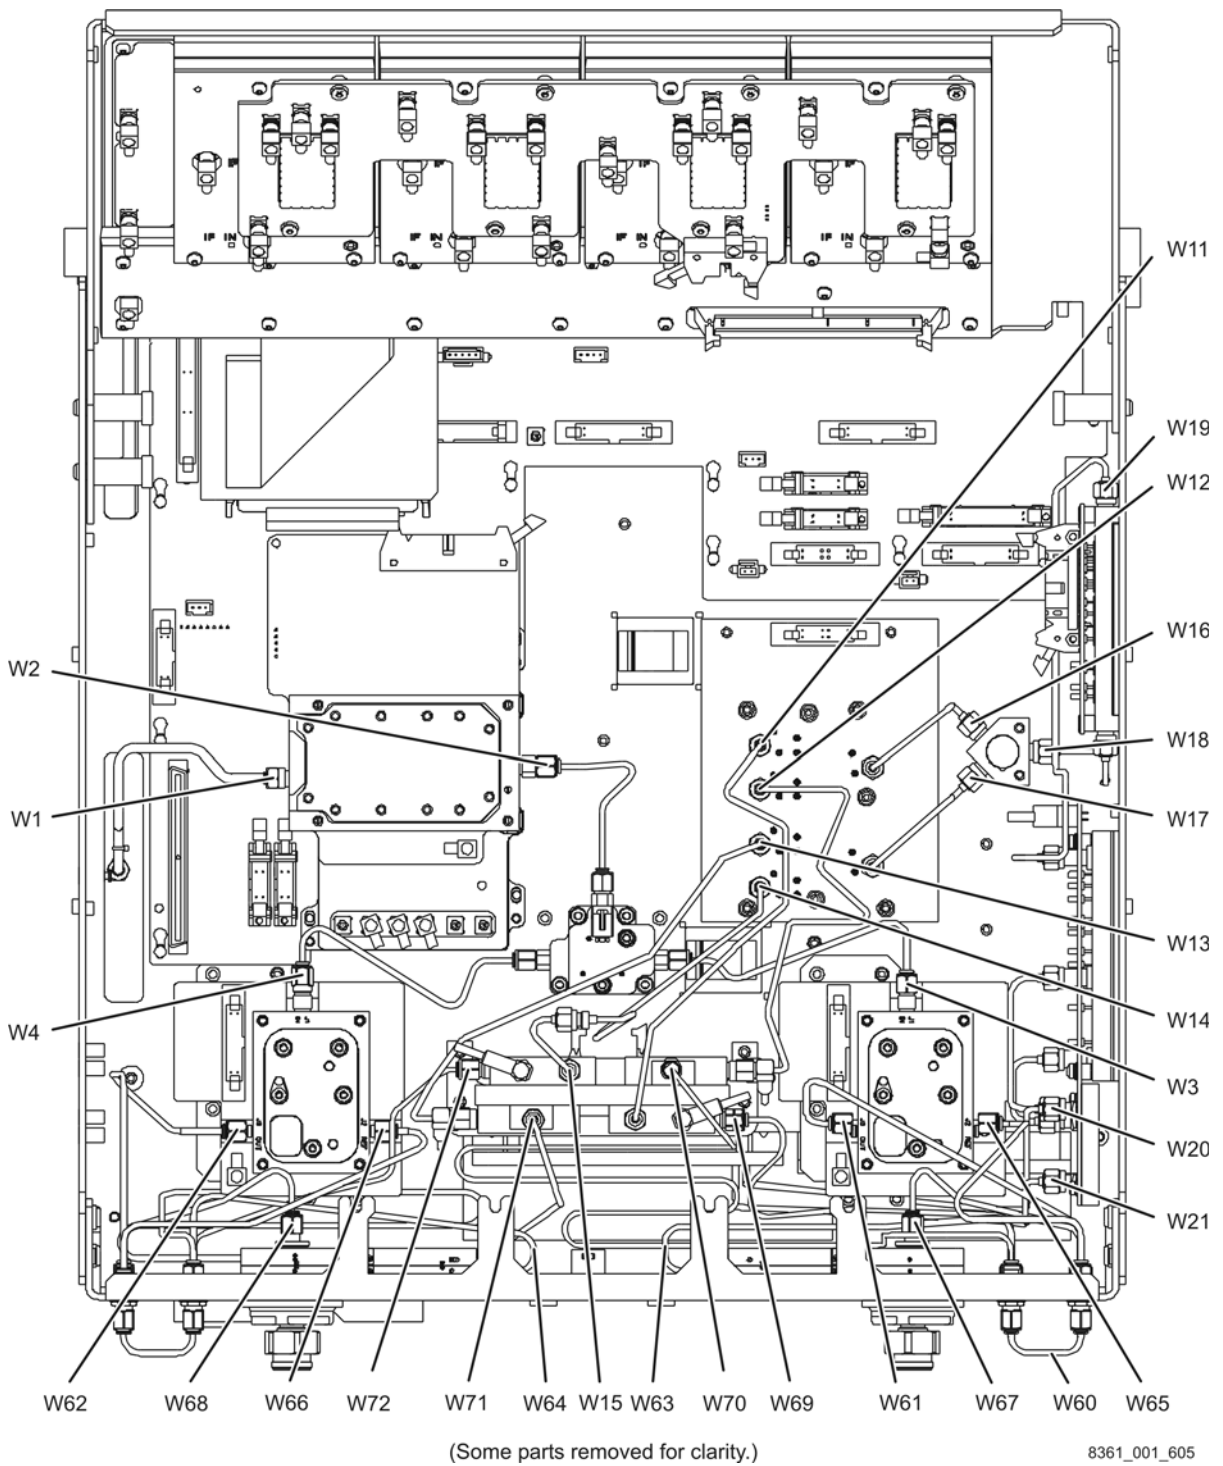 IF IN
IF IN
IF IN
IF IN
W11
W19
W12
W16
W2
W18
W1
W17
W13
W4
W14
W3
W20
W21
W62 W68 W66 W72 W71 W64 W15 W63 W70 W69 W61 W67 W60 W65
(Some parts removed for clarity.)
8361_001_605